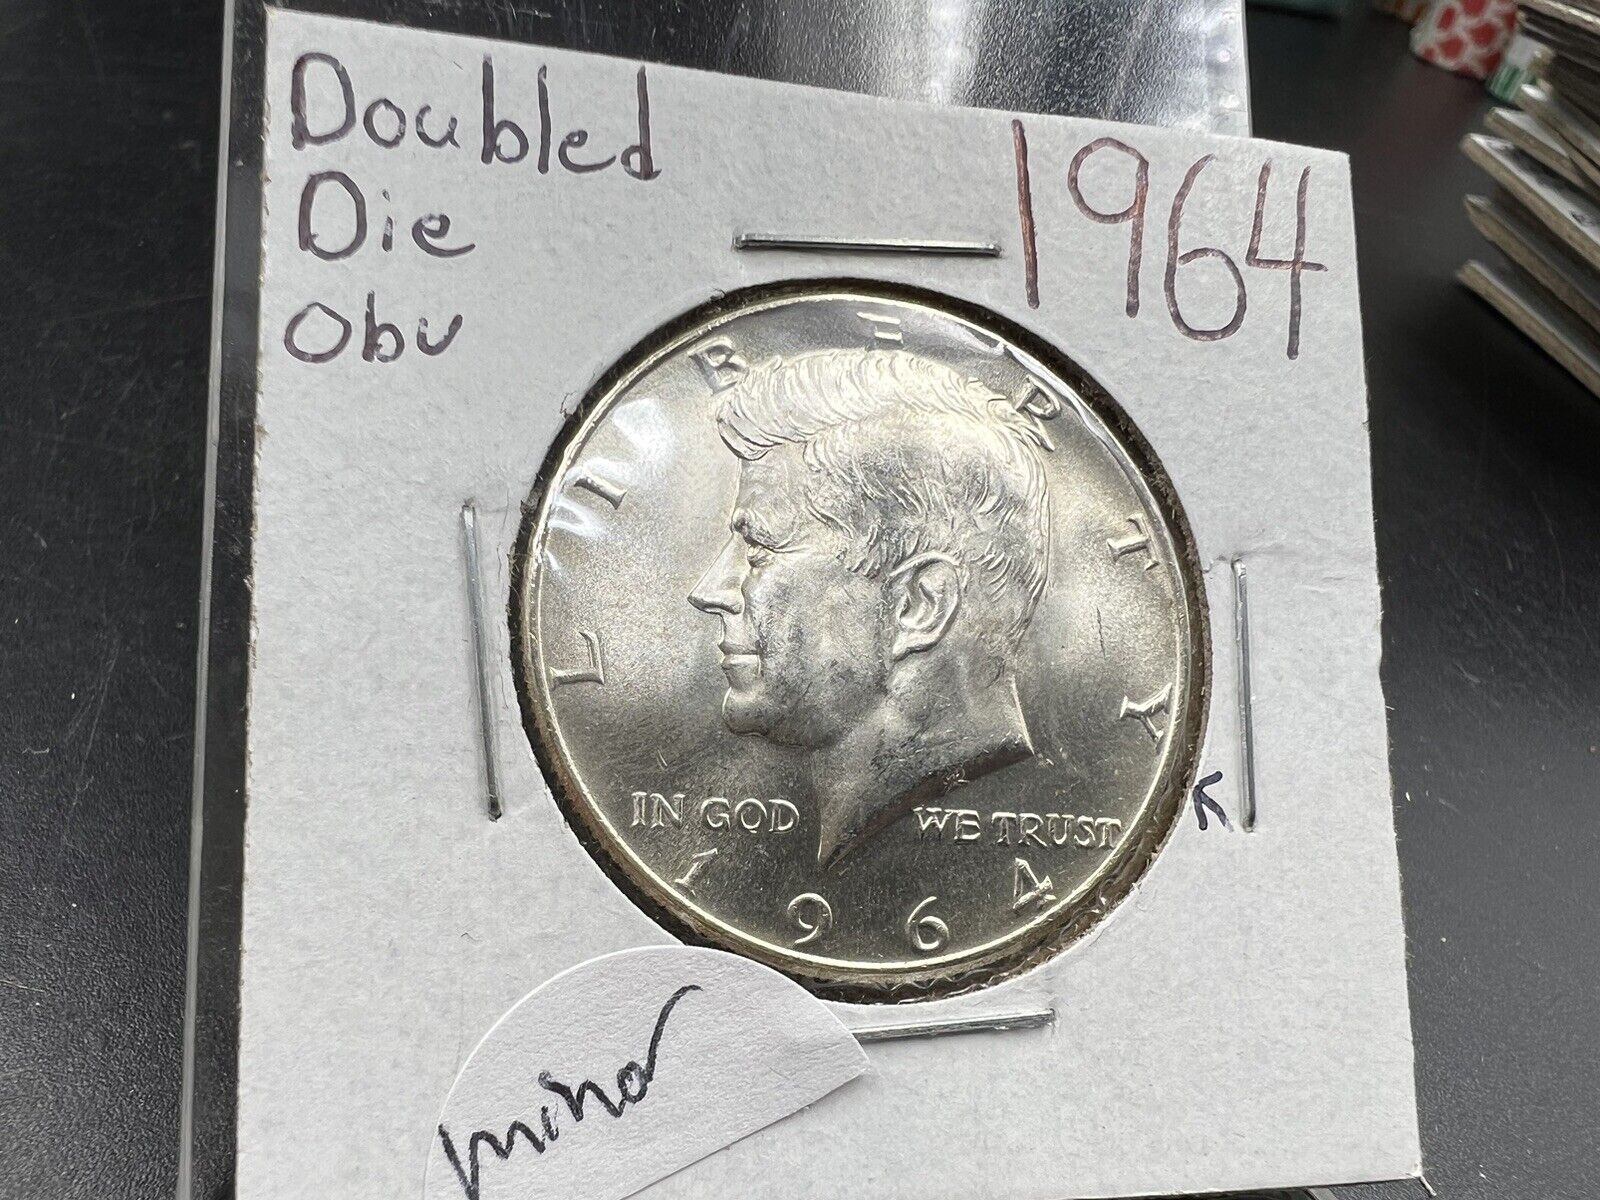 Doubled
Die
Obv
1964
LIBERTY
IN GOD WE TRUST
1964
minor